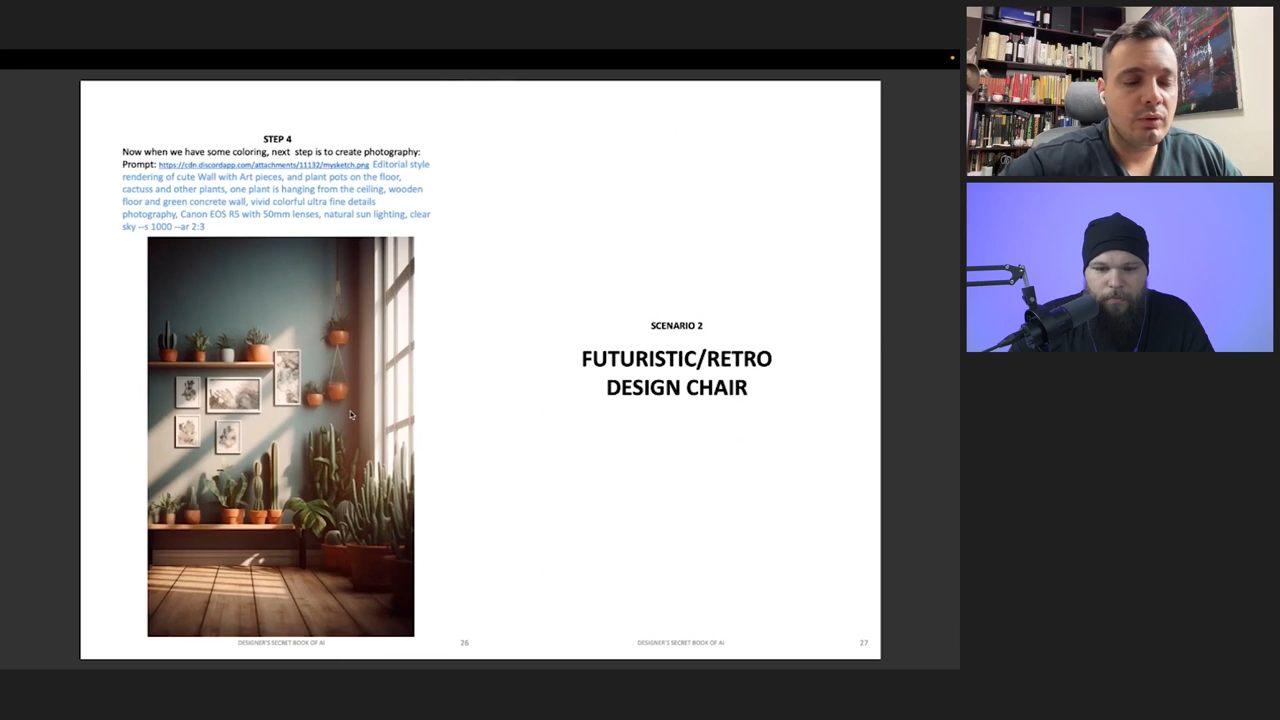 STEP 4
Now when we have some coloring, next step is to create photography:
Prompt: https://cdn.discordapp.com/attachments/11132/mysketch.png Editorial style
rendering of cute Wall with Art pieces, and plant pots on the floor,
cactuss and other plants, one plant is hanging from the ceiling, wooden
floor and green concrete wall, vivid colorful ultra fine details
photography, Canon EOS R5 with 50mm lenses, natural sun lighting, clear
sky --s 1000 --ar 2:3
DESIGNER'S SECRET BOOK OF AI
26
SCENARIO 2
FUTURISTIC/RETRO
DESIGN CHAIR
DESIGNER'S SECRET BOOK OF AI
27